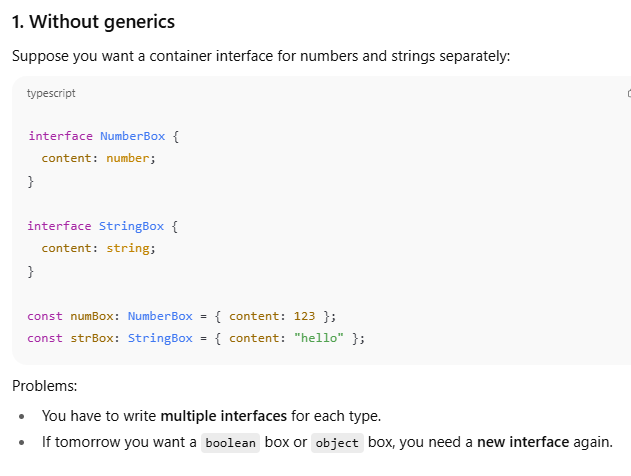 1. Without generics
Suppose you want a container interface for numbers and strings separately:
typescript
interface NumberBox {
  content: number;
}
interface StringBox {
  content: string;
}
const numBox: NumberBox = { content: 123 };
const strBox: StringBox = { content: "hello" };
Problems:
• You have to write multiple interfaces for each type.
• If tomorrow you want a boolean box or object box, you need a new interface again.